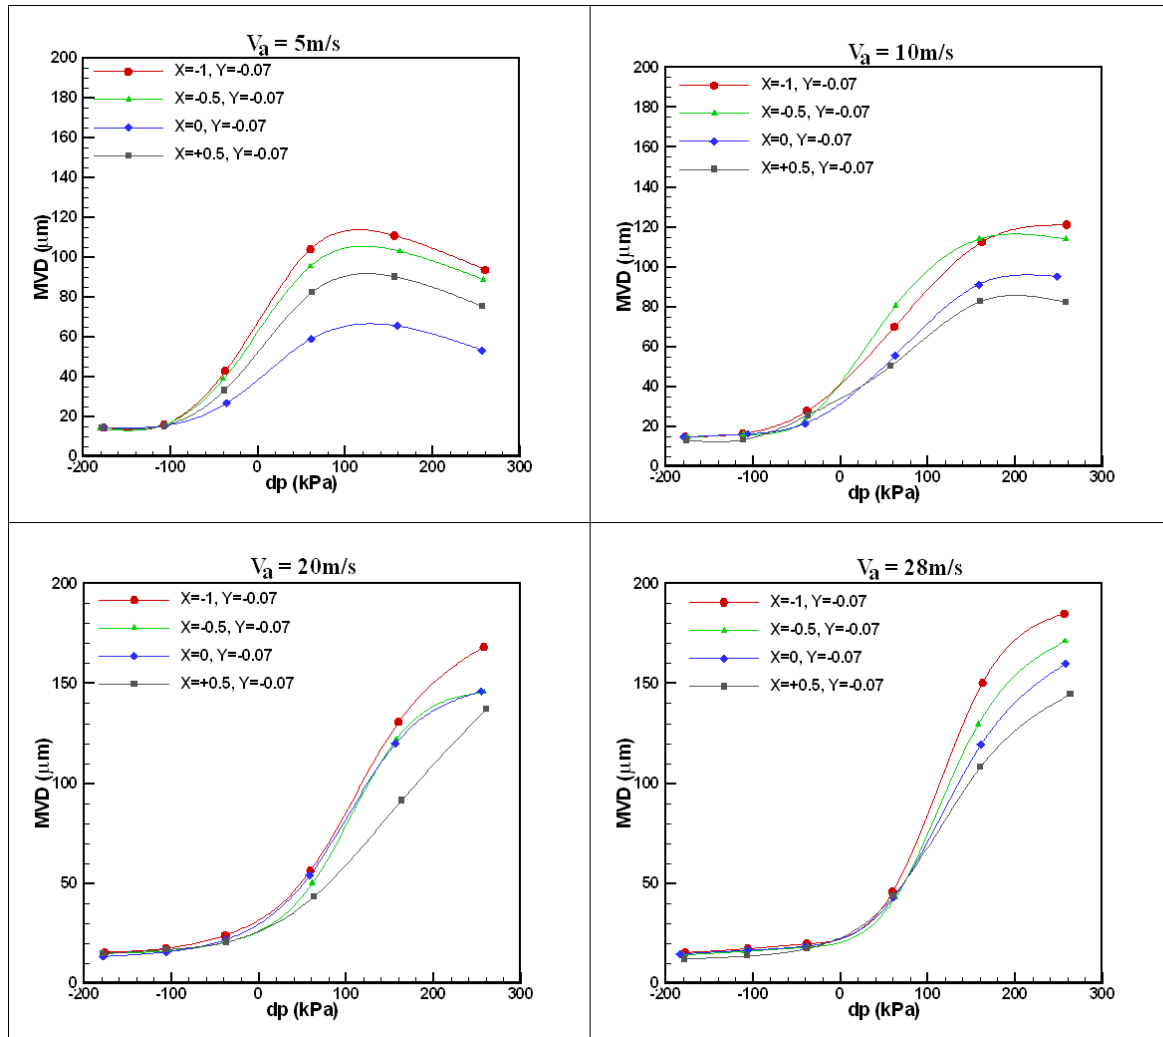 V_a = 5m/s
200
180
160
140
120
100
80
60
40
20
0
MVD (μm)
X=-1, Y=-0.07
X=-0.5, Y=-0.07
X=0, Y=-0.07
X=+0.5, Y=-0.07
-200 -100 0 100 200 300
dp (kPa)
V_a = 10m/s
200
180
160
140
120
100
80
60
40
20
0
MVD (μm)
X=-1, Y=-0.07
X=-0.5, Y=-0.07
X=0, Y=-0.07
X=+0.5, Y=-0.07
-200 -100 0 100 200 300
dp (kPa)
V_a = 20m/s
200
150
100
50
0
MVD (μm)
X=-1, Y=-0.07
X=-0.5, Y=-0.07
X=0, Y=-0.07
X=+0.5, Y=-0.07
-200 -100 0 100 200 300
dp (kPa)
V_a = 28m/s
200
150
100
50
0
MVD (μm)
X=-1, Y=-0.07
X=-0.5, Y=-0.07
X=0, Y=-0.07
X=+0.5, Y=-0.07
-200 -100 0 100 200 300
dp (kPa)